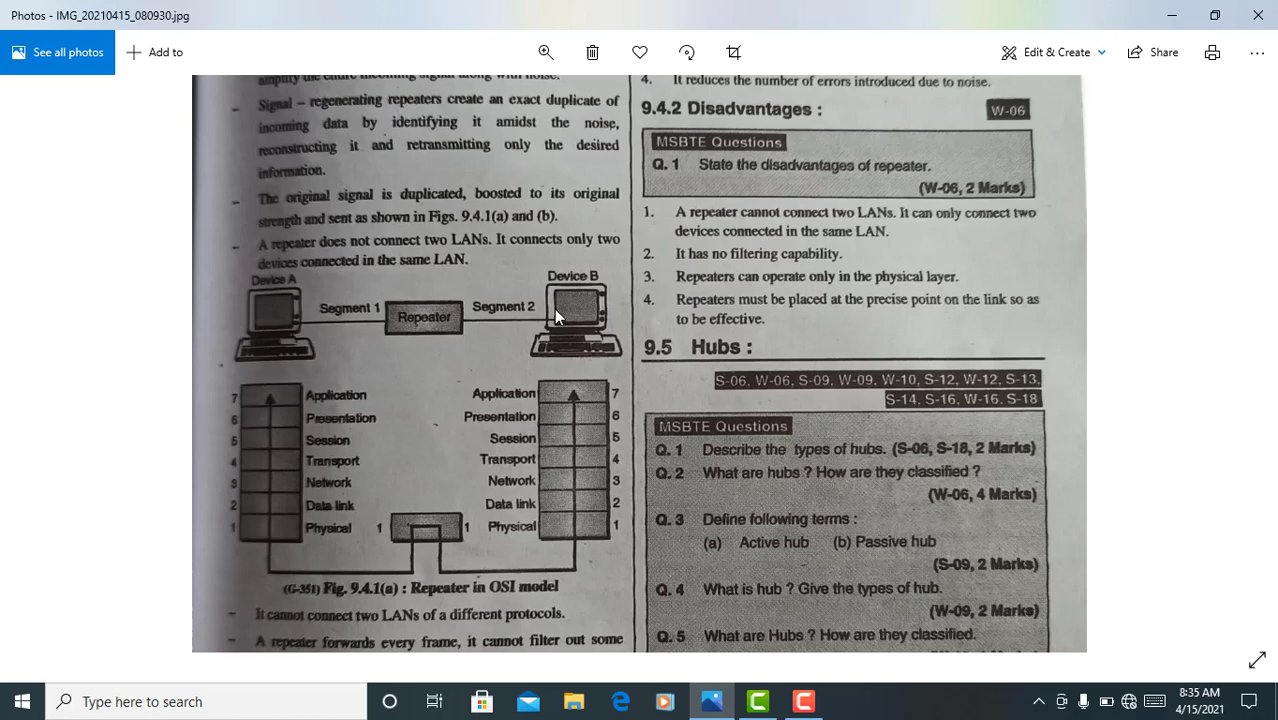 Photos - IMG_20210415_080930.jpg
See all photos
Add to
Edit & Create
Share
amplify the entire incoming signal along with noise.
- Signal – regenerating repeaters create an exact duplicate of
incoming data by identifying it amidst the noise,
reconstructing it and retransmitting only the desired
information.
- The original signal is duplicated, boosted to its original
strength and sent as shown in Figs. 9.4.1(a) and (b).
- A repeater does not connect two LANs. It connects only two
devices connected in the same LAN.
Device A
Device B
Segment 1
Repeater
Segment 2
7 Application
6 Presentation
5 Session
4 Transport
3 Network
2 Data link
1 Physical
1
1
Application 7
Presentation 6
Session 5
Transport 4
Network 3
Data link 2
Physical 1
(G-351) Fig. 9.4.1(a) : Repeater in OSI model
- It cannot connect two LANs of a different protocols.
- A repeater forwards every frame, it cannot filter out some
4. It reduces the number of errors introduced due to noise.
9.4.2 Disadvantages :
W-06
MSBTE Questions
Q. 1 State the disadvantages of repeater.
(W-06, 2 Marks)
1. A repeater cannot connect two LANs. It can only connect two
devices connected in the same LAN.
2. It has no filtering capability.
3. Repeaters can operate only in the physical layer.
4. Repeaters must be placed at the precise point on the link so as
to be effective.
9.5 Hubs :
S-06, W-06, S-09, W-09, W-10, S-12, W-12, S-13,
S-14, S-16, W-16, S-18
MSBTE Questions
Q. 1 Describe the types of hubs. (S-06, S-18, 2 Marks)
Q. 2 What are hubs ? How are they classified ?
(W-06, 4 Marks)
Q. 3 Define following terms :
(a) Active hub (b) Passive hub
(S-09, 2 Marks)
Q. 4 What is hub ? Give the types of hub.
(W-09, 2 Marks)
Q. 5 What are Hubs ? How are they classified.
Type here to search
8:35 AM
4/15/2021